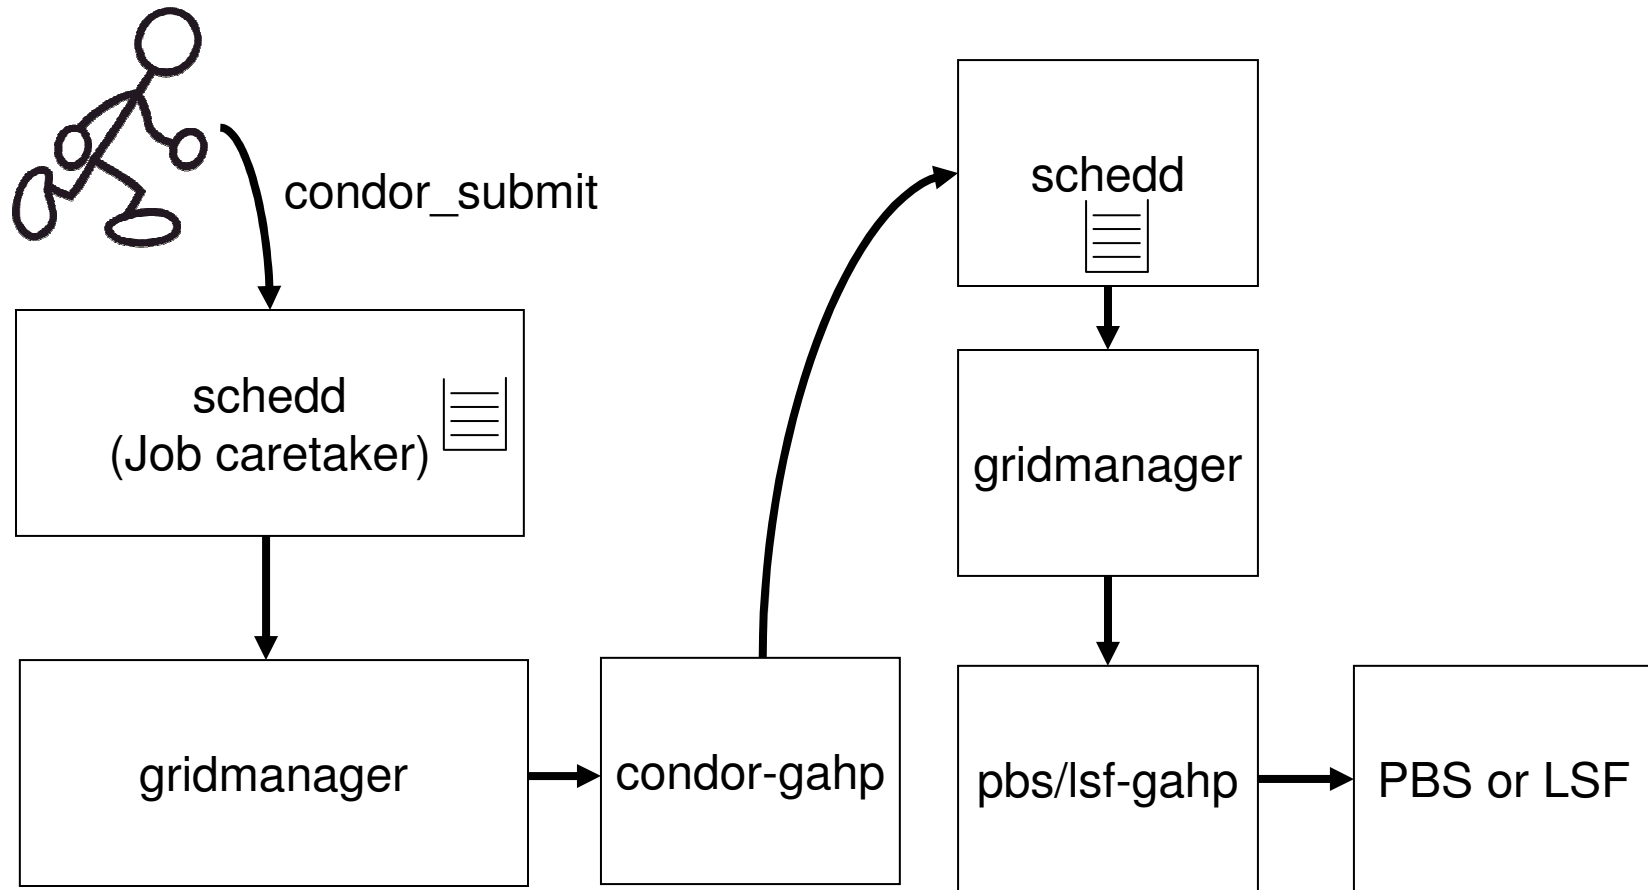 condor_submit
schedd
(Job caretaker)
gridmanager
condor-gahp
schedd
gridmanager
pbs/lsf-gahp
PBS or LSF